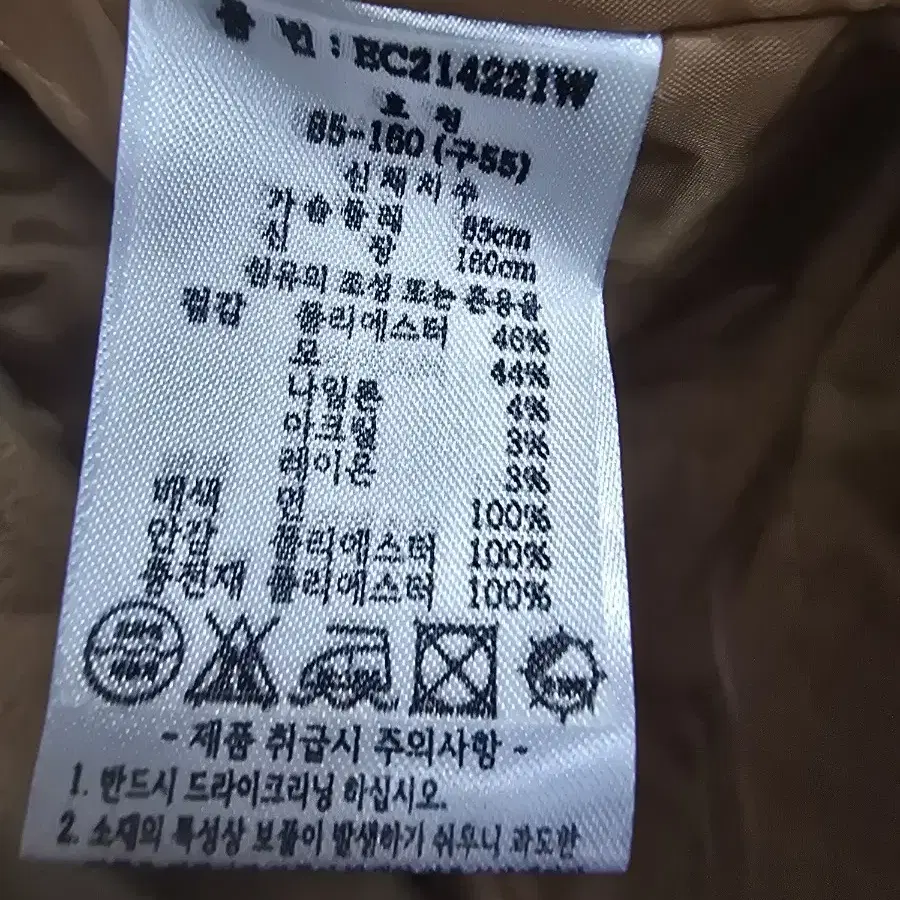 품 번 : BC214221W
호 칭
85-160 (구55)
신체치수
가슴둘레 85cm
신 장 160cm
섬유의 조성 또는 혼용율
겉감 폴리에스터 46%
모 44%
나일론 4%
아크릴 3%
레이온 3%
배색 면 100%
안감 폴리에스터 100%
충전재 폴리에스터 100%
- 제품 취급시 주의사항 -
1. 반드시 드라이크리닝 하십시오.
2. 소재의 특성상 보풀이 발생하기 쉬우니 과도한